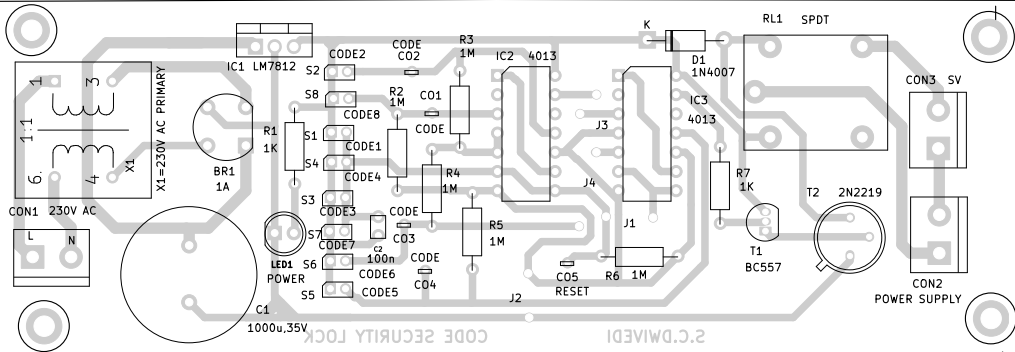 K
RL1 SPDT
IC1 LM7812
CODE2
S2
CODE
CO2
R3
1M
IC2 4013
D1
1N4007
CON3 SV
1
3
1:1
6.
4
X1
X1=230V AC PRIMARY
S8
CODE8
R2
1M
CO1
CODE
IC3
4013
R1
1K
S1
CODE1
S4
CODE4
J3
BR1
1A
R4
1M
J4
R7
1K
T2 2N2219
CON1 230V AC
S3
CODE3
CODE
CO3
R5
1M
J1
L
N
S7
CODE7
C2
100n
T1
BC557
LED1
POWER
S6
CODE6
CODE
CO4
CO5
RESET
R6
1M
CON2
POWER SUPPLY
S5
CODE5
J2
C1
1000u,35V
CODE SECURITY LOCK
S.C.DWIVEDI